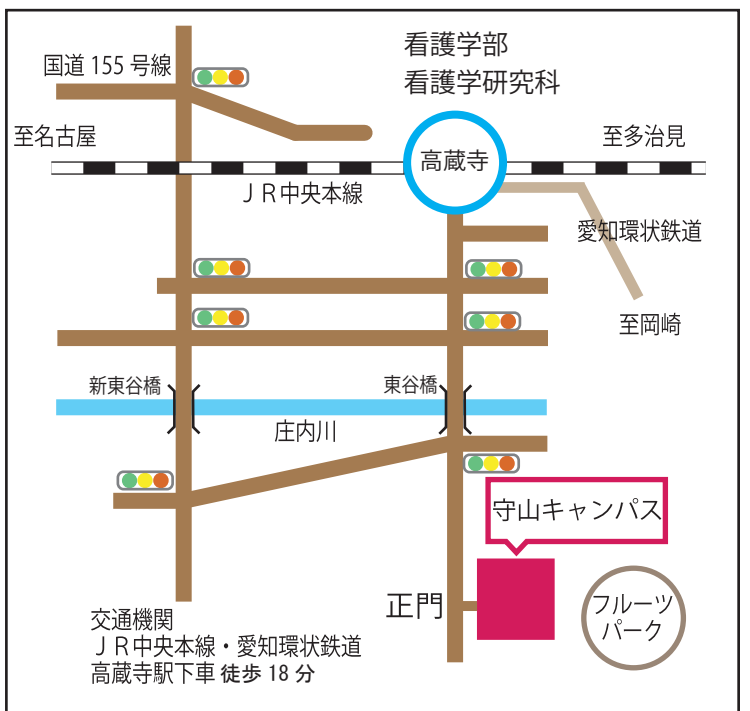 看護学部
看護学研究科
国道 155 号線
至名古屋
至多治見
高蔵寺
JR中央本線
愛知環状鉄道
至岡崎
新東谷橋
東谷橋
庄内川
守山キャンパス
正門
フルーツ
パーク
交通機関
JR中央本線・愛知環状鉄道
高蔵寺駅下車 徒歩 18 分